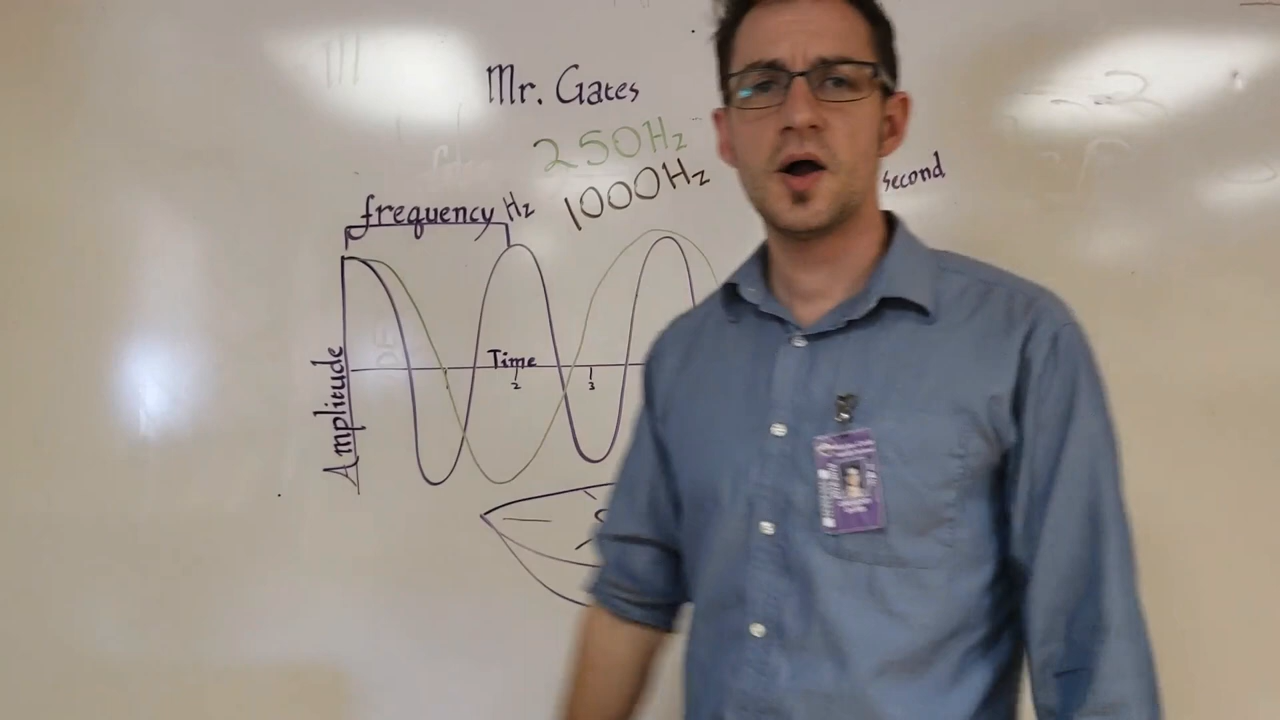 Mr. Gates
250Hz
1000Hz
second
frequency Hz
Time
2 3
Amplitude